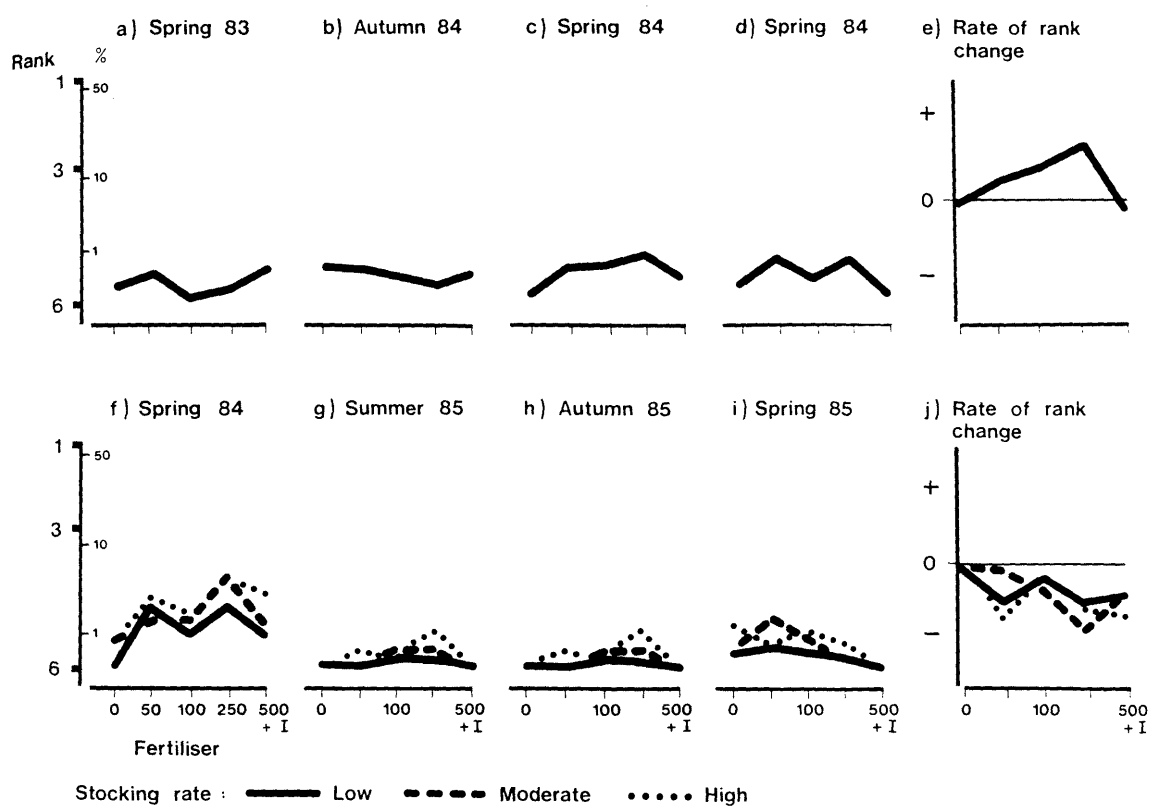 a) Spring 83 b) Autumn 84 c) Spring 84 d) Spring 84 e) Rate of rank
change
Rank %
1 50
+
3 10
0
1
−
6
f) Spring 84 g) Summer 85 h) Autumn 85 i) Spring 85 j) Rate of rank
change
1 50
+
3 10
0
1 −
6
0 50 100 250 500 0 100 500 0 100 500 0 100 500 0 100 500
+ I + I + I + I + I
Fertiliser
Stocking rate : Low Moderate High